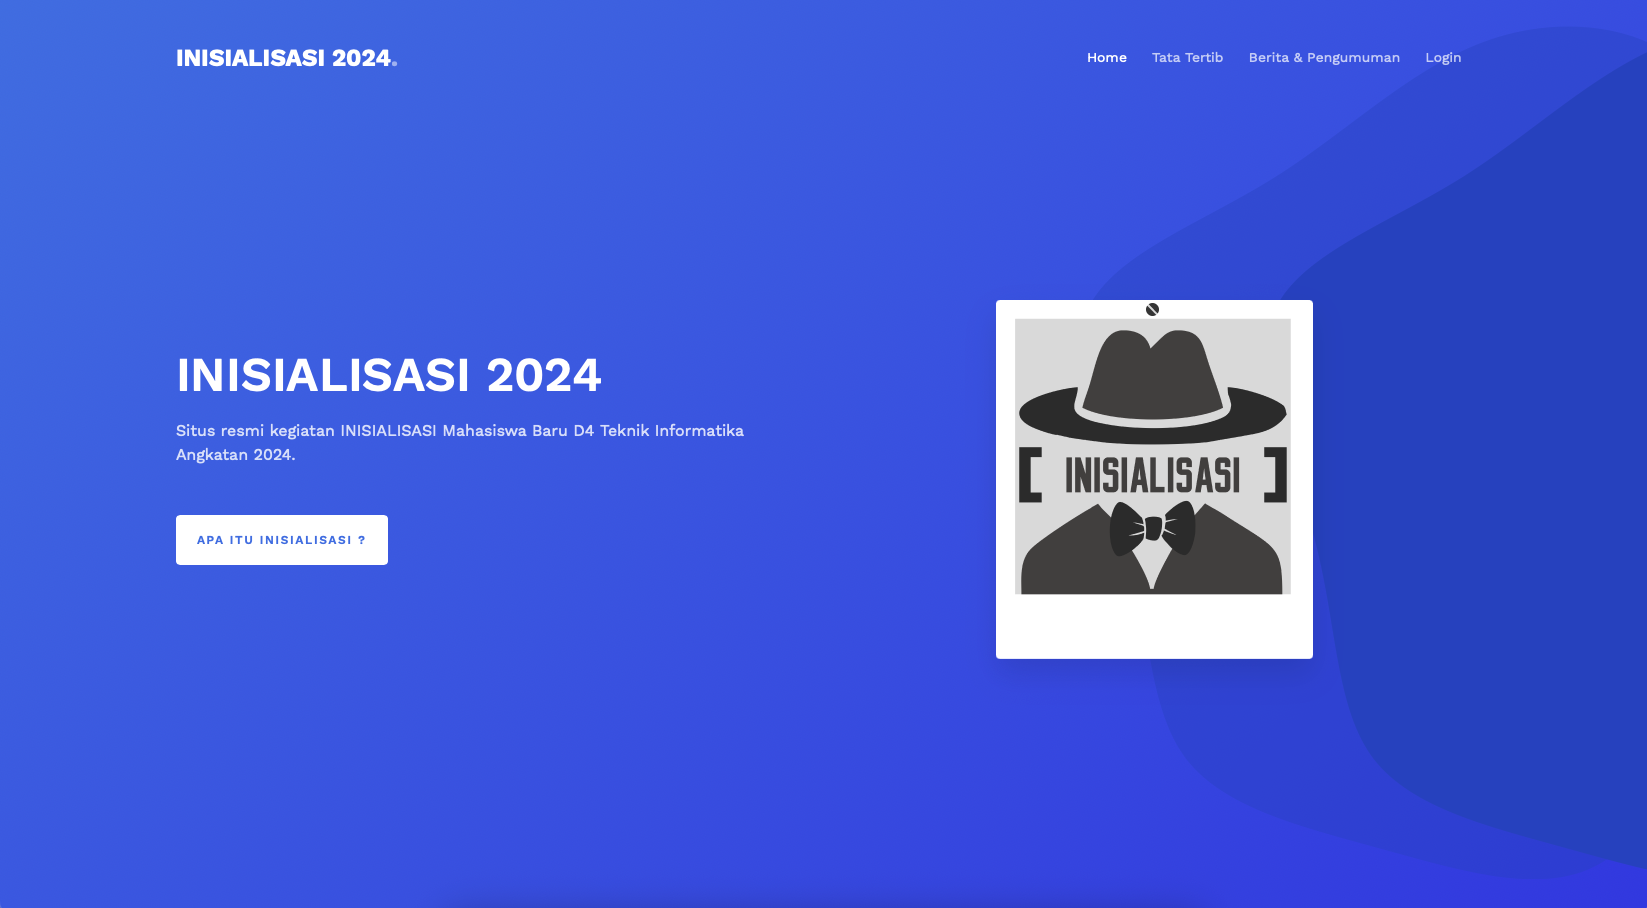 INISIALISASI 2024.
Home
Tata Tertib
Berita & Pengumuman
Login
INISIALISASI 2024
Situs resmi kegiatan INISIALISASI Mahasiswa Baru D4 Teknik Informatika
Angkatan 2024.
APA ITU INISIALISASI ?
[ INISIALISASI ]